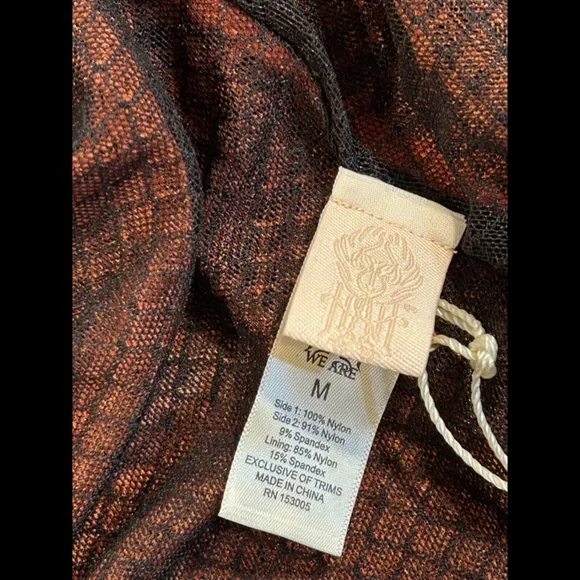 HAH
WE ARE
M
Side 1: 100% Nylon
Side 2: 91% Nylon
9% Spandex
Lining: 85% Nylon
15% Spandex
EXCLUSIVE OF TRIMS
MADE IN CHINA
RN 153005